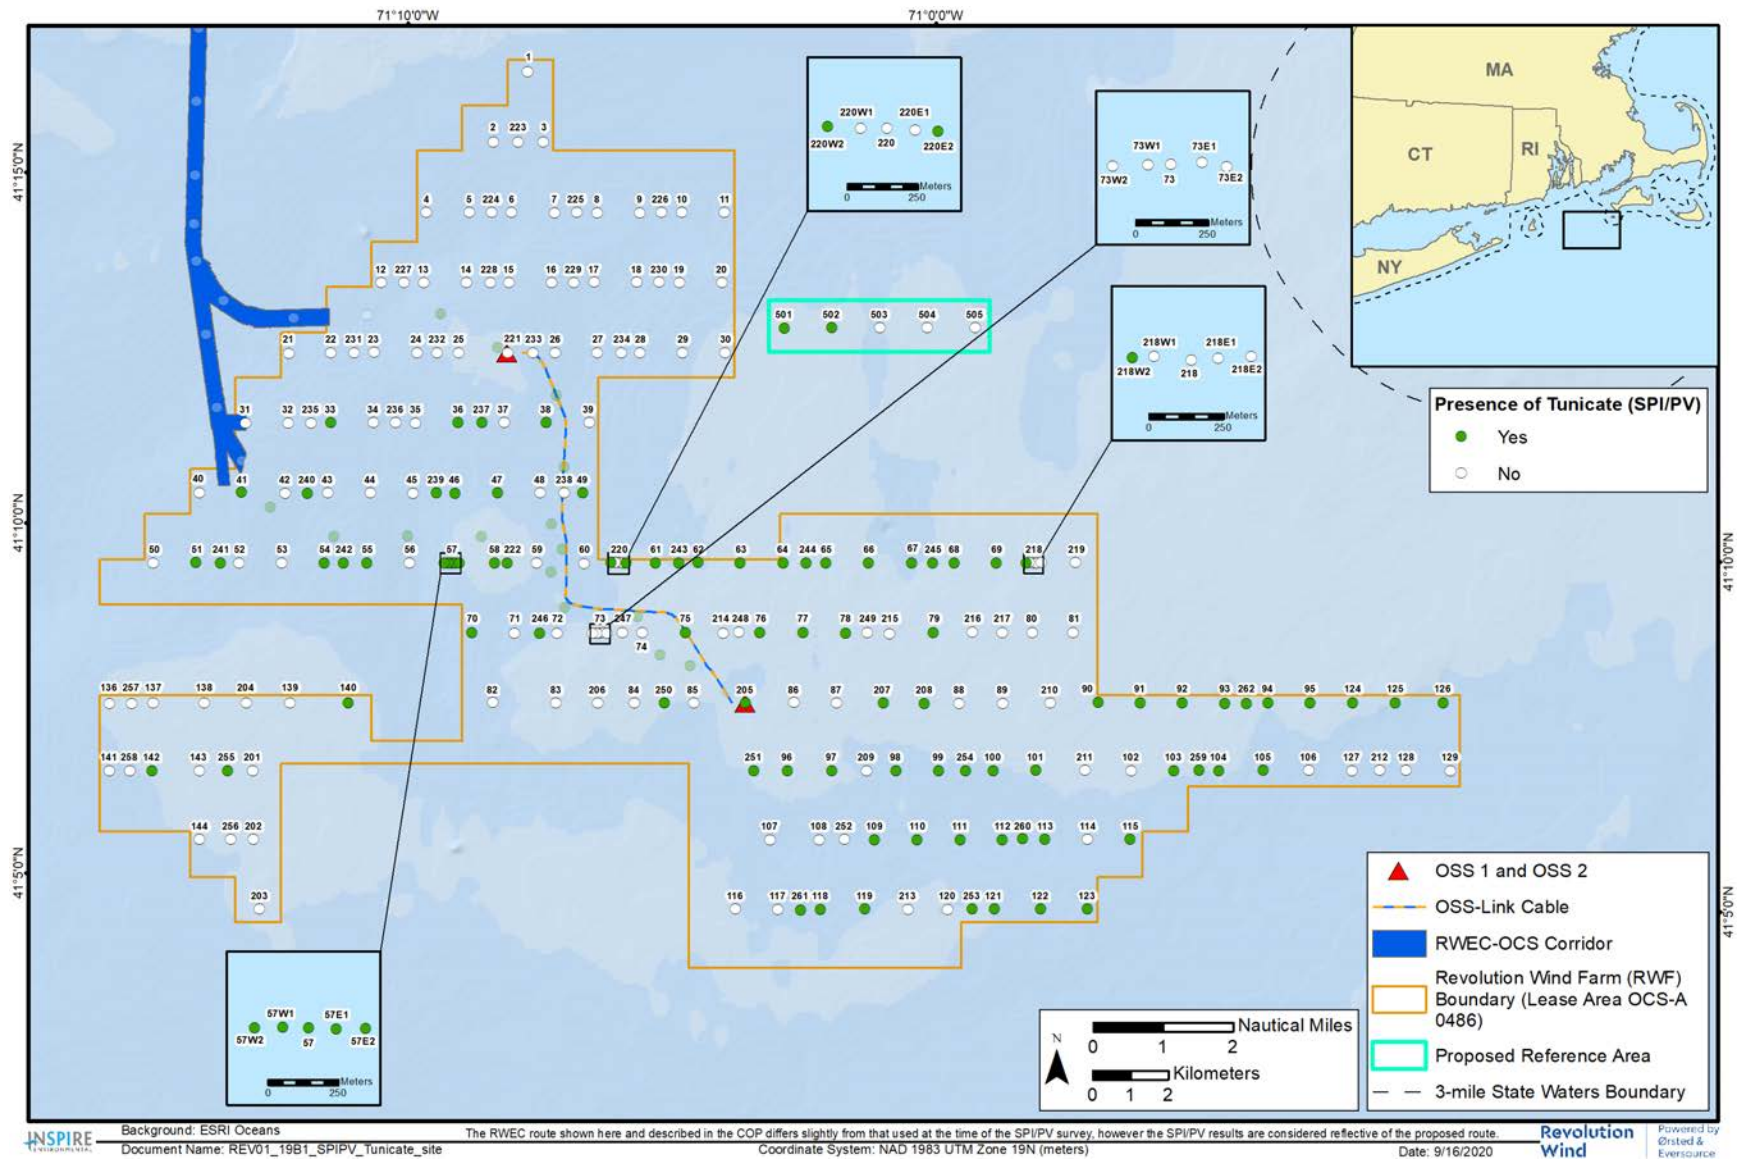 71°10'0"W 71°0'0"W
41°15'0"N
41°10'0"N
41°5'0"N
41°10'0"N
41°5'0"N
1
2 223 3
4 5 224 6 7 225 8 9 226 10 11
12 227 13 14 228 15 16 229 17 18 230 19 20
21 22 231 23 24 232 25 221 233 26 27 234 28 29 30
501 502 503 504 505
31 32 235 33 34 236 35 36 237 37 38 39
40 41 42 240 43 44 45 239 46 47 48 238 49
50 51 241 52 53 54 242 55 56 57 58 222 59 60 220 61 243 62 63 64 244 65 66 67 245 68 69 218 219
70 71 246 72 73 247 74 75 214 248 76 77 78 249 215 79 216 217 80 81
136 257 137 138 204 139 140 82 83 206 84 250 85 205 86 87 207 208 88 89 210 90 91 92 93 262 94 95 124 125 126
141 258 142 143 255 201 251 96 97 209 98 99 254 100 101 211 102 103 259 104 105 106 127 212 128 129
144 256 202 107 108 252 109 110 111 112 260 113 114 115
203 116 117 261 118 119 213 120 253 121 122 123
220W1 220E1
220W2 220 220E2
Meters
0 250
73W1 73E1
73W2 73 73E2
Meters
0 250
218W1 218E1
218W2 218 218E2
Meters
0 250
57W1 57E1
57W2 57 57E2
Meters
0 250
MA
CT RI
NY
Presence of Tunicate (SPI/PV)
Yes
No
OSS 1 and OSS 2
OSS-Link Cable
RWEC-OCS Corridor
Revolution Wind Farm (RWF)
Boundary (Lease Area OCS-A
0486)
Proposed Reference Area
3-mile State Waters Boundary
N
Nautical Miles
0 1 2
Kilometers
0 1 2
INSPIRE
ENVIRONMENTAL
Background: ESRI Oceans
Document Name: REV01_19B1_SPIPV_Tunicate_site
The RWEC route shown here and described in the COP differs slightly from that used at the time of the SPI/PV survey, however the SPI/PV results are considered reflective of the proposed route.
Coordinate System: NAD 1983 UTM Zone 19N (meters)
Date: 9/16/2020
Revolution
Wind
Powered by
Ørsted &
Eversource